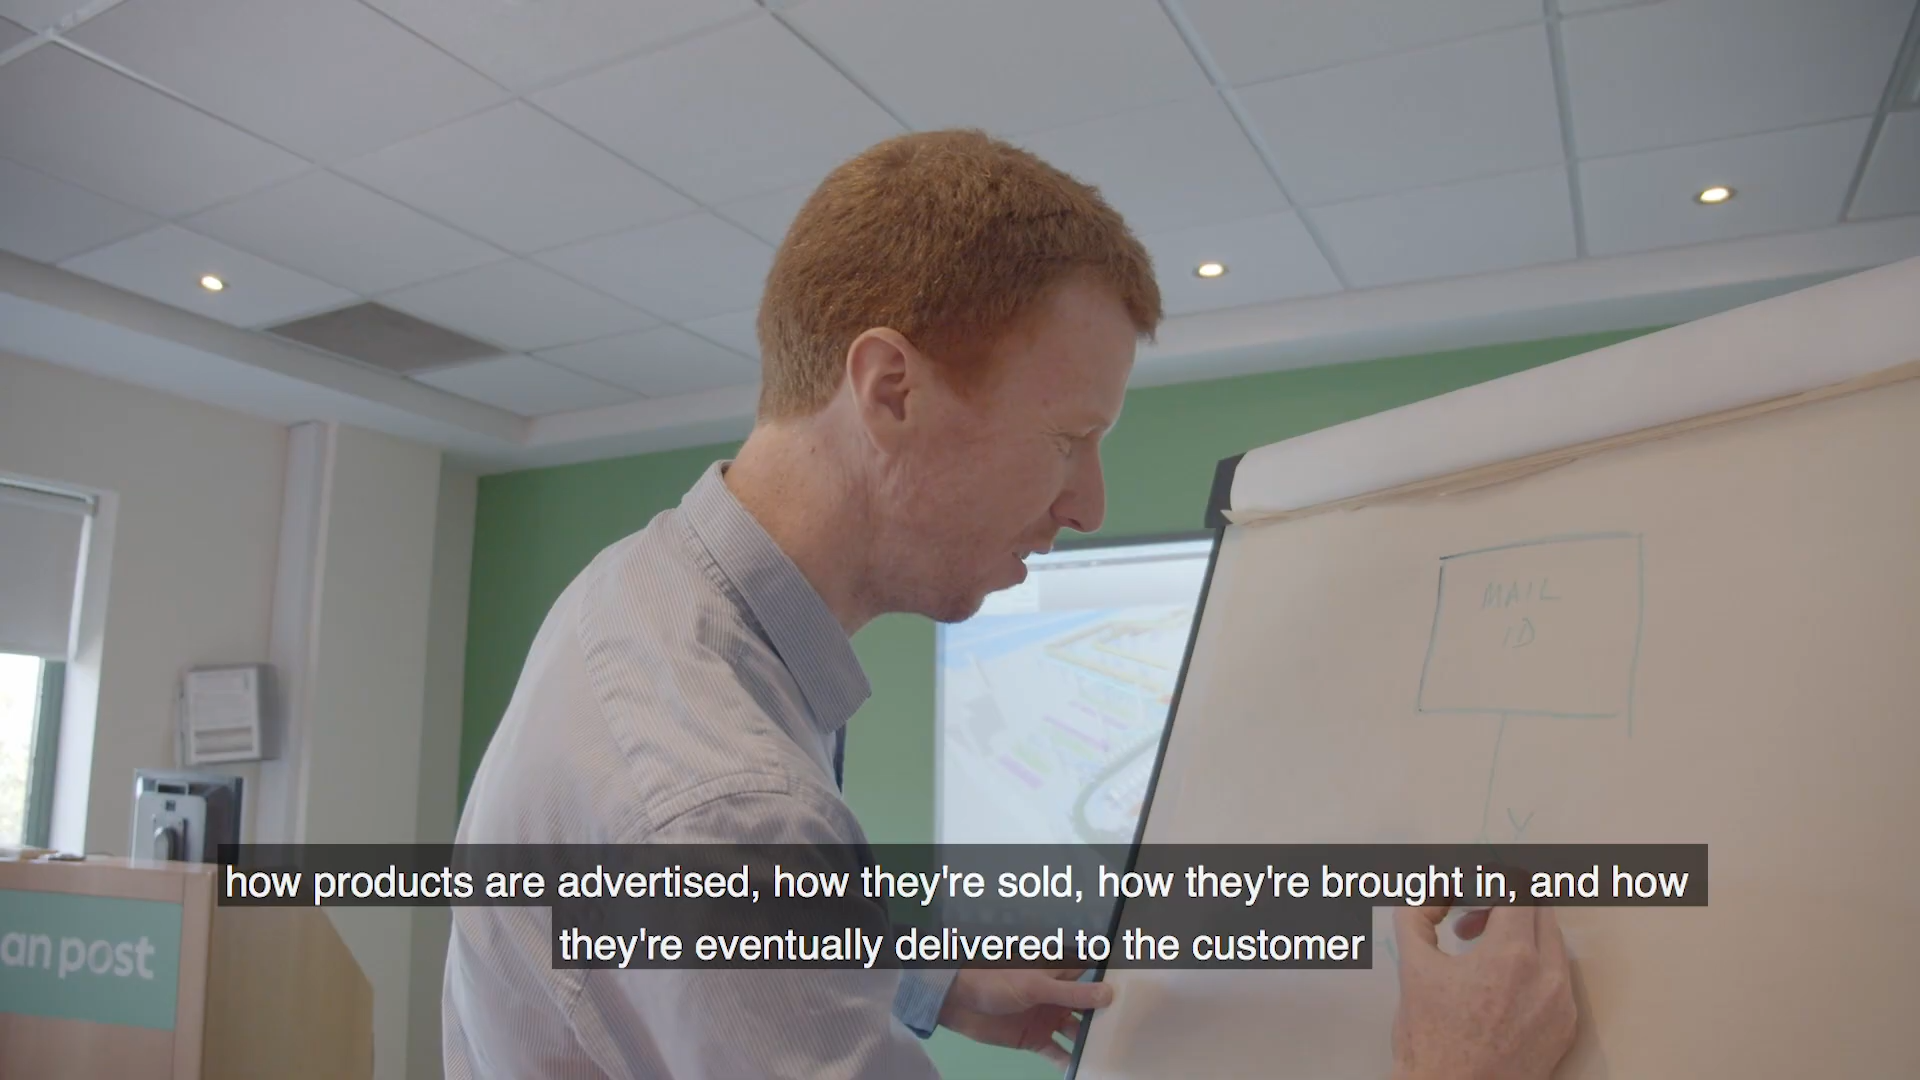 MAIL
ID
Y
how products are advertised, how they're sold, how they're brought in, and how
they're eventually delivered to the customer
an post